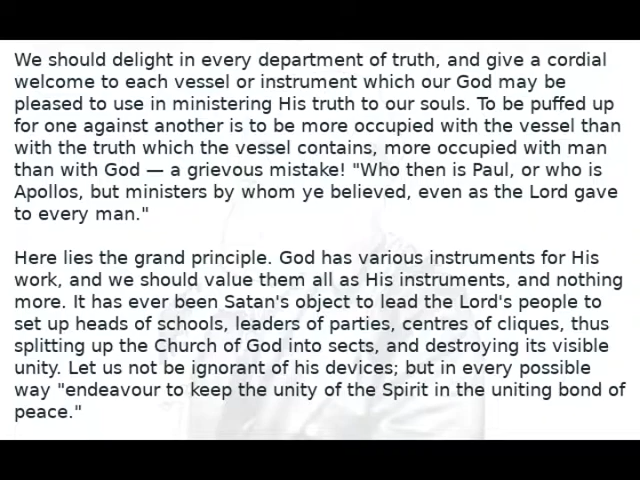 We should delight in every department of truth, and give a cordial
welcome to each vessel or instrument which our God may be
pleased to use in ministering His truth to our souls. To be puffed up
for one against another is to be more occupied with the vessel than
with the truth which the vessel contains, more occupied with man
than with God — a grievous mistake! "Who then is Paul, or who is
Apollos, but ministers by whom ye believed, even as the Lord gave
to every man."
Here lies the grand principle. God has various instruments for His
work, and we should value them all as His instruments, and nothing
more. It has ever been Satan's object to lead the Lord's people to
set up heads of schools, leaders of parties, centres of cliques, thus
splitting up the Church of God into sects, and destroying its visible
unity. Let us not be ignorant of his devices; but in every possible
way "endeavour to keep the unity of the Spirit in the uniting bond of
peace."